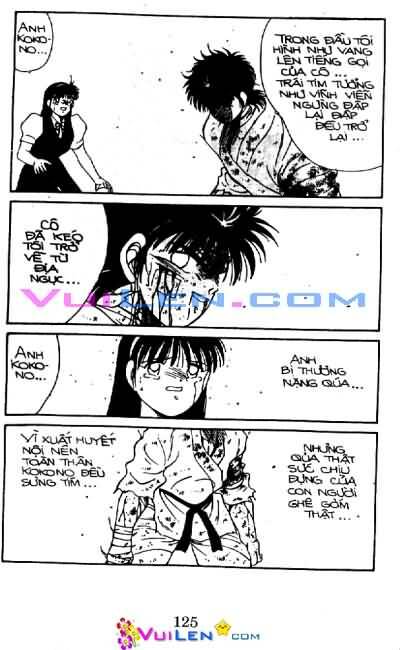 ANH
KOKO-
NO...
TRONG ĐẦU TÔI
HÌNH NHƯ VANG
LÊN TIẾNG GỌI
CỦA CÔ...
TRÁI TIM TƯỞNG
NHƯ VĨNH VIỄN
NGƯNG ĐẬP
LẠI ĐẬP
ĐỀU TRỞ
LẠI...
CÔ
ĐÃ KÉO
TÔI TRỞ
VỀ TỪ
ĐỊA
NGỤC...
VuiLen.com
ANH
KOKO-
NO...
ANH
BỊ THƯƠNG
NẶNG QÚA...
VÌ XUẤT HUYẾT
NỘI NÊN
TOÀN THÂN
KOKONO ĐỀU
SƯNG TÍM...
NHƯNG
QỦA THẬT
SỨC CHỊU
ĐỰNG CỦA
CON NGƯỜI
GHÊ GỚM
THẬT...
125
VuiLen.com